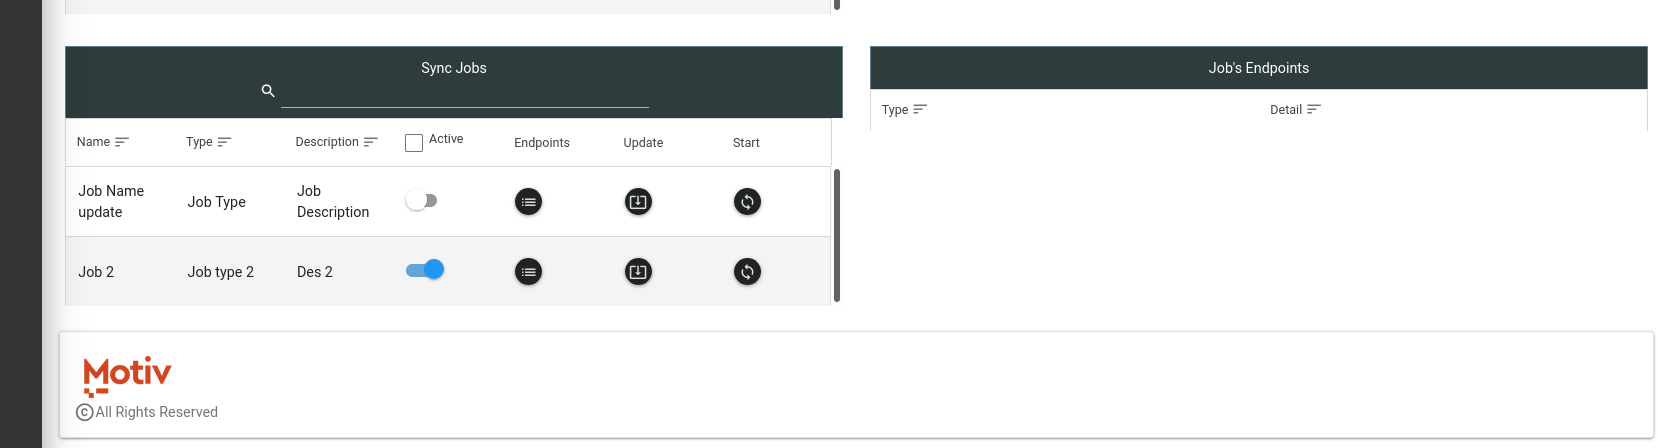 Sync Jobs
Name Type Description Active Endpoints Update Start
Job Name update Job Type Job Description
Job 2 Job type 2 Des 2
Job's Endpoints
Type Detail
Motiv
© All Rights Reserved